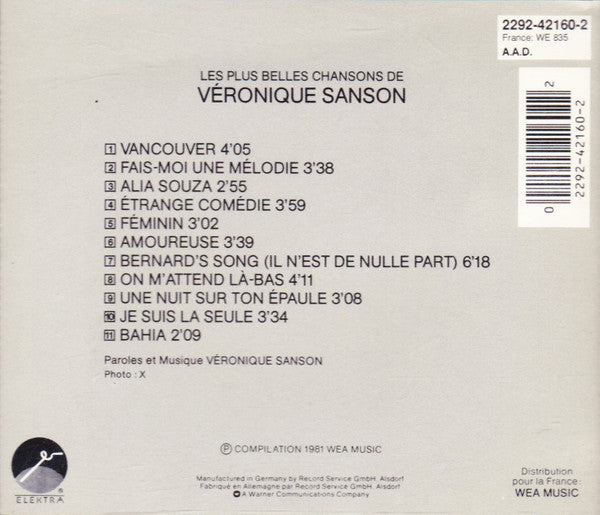 2292-42160-2
France: WE 835
A.A.D.
LES PLUS BELLES CHANSONS DE
VÉRONIQUE SANSON
1 VANCOUVER 4'05
2 FAIS-MOI UNE MÉLODIE 3'38
3 ALIA SOUZA 2'55
4 ÉTRANGE COMÉDIE 3'59
5 FÉMININ 3'02
6 AMOUREUSE 3'39
7 BERNARD'S SONG (IL N'EST DE NULLE PART) 6'18
8 ON M'ATTEND LÀ-BAS 4'11
9 UNE NUIT SUR TON ÉPAULE 3'08
10 JE SUIS LA SEULE 3'34
11 BAHIA 2'09
Paroles et Musique VÉRONIQUE SANSON
Photo : X
0 2292-42160-2 2
Ⓟ COMPILATION 1981 WEA MUSIC
Manufactured in Germany by Record Service GmbH. Alsdorf
Fabriqué en Allemagne par Record Service GmbH. Alsdorf
A Warner Communications Company
ELEKTRA ®
Distribution
pour la France:
WEA MUSIC